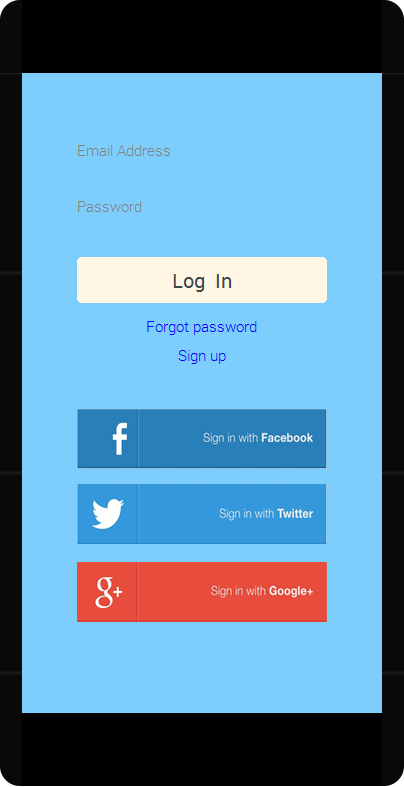 Email Address
Password
Log In
Forgot password
Sign up
f Sign in with Facebook
Sign in with Twitter
g+ Sign in with Google+